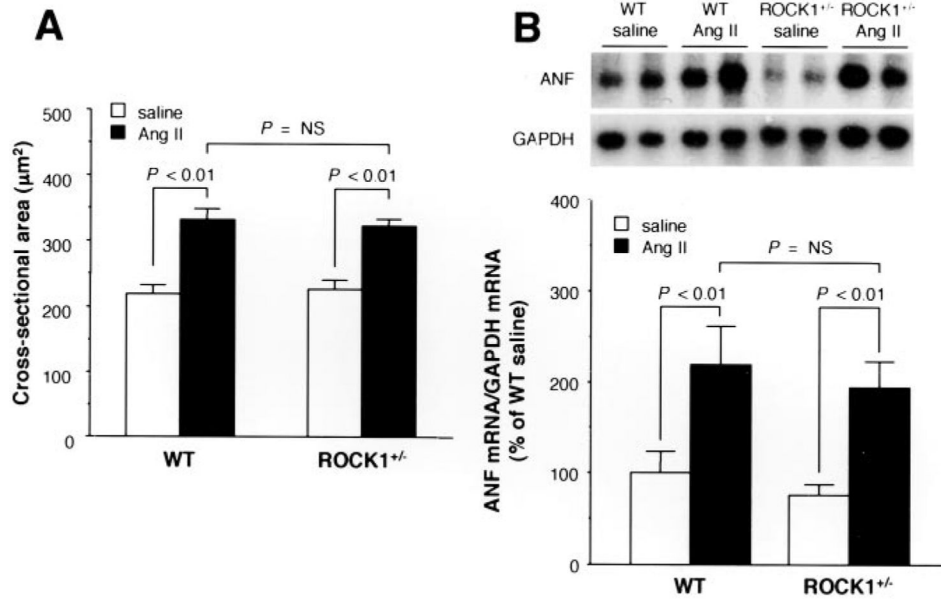 A
saline
Ang II
P = NS
P < 0.01
P < 0.01
Cross-sectional area (μm²)
500
400
300
200
100
0
WT
ROCK1⁺/⁻
B
WT
saline
WT
Ang II
ROCK1⁺/⁻
saline
ROCK1⁺/⁻
Ang II
ANF
GAPDH
saline
Ang II
P = NS
P < 0.01
P < 0.01
ANF mRNA/GAPDH mRNA
(% of WT saline)
400
300
200
100
0
WT
ROCK1⁺/⁻